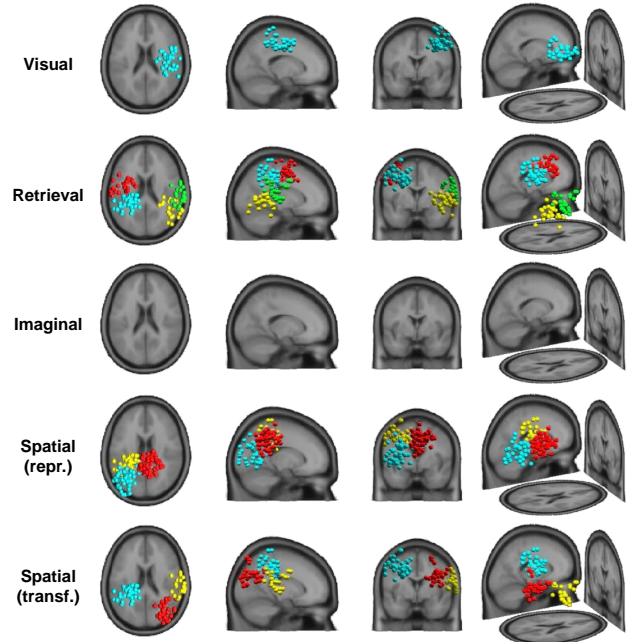 Visual
Retrieval
Imaginal
Spatial
(repr.)
Spatial
(transf.)